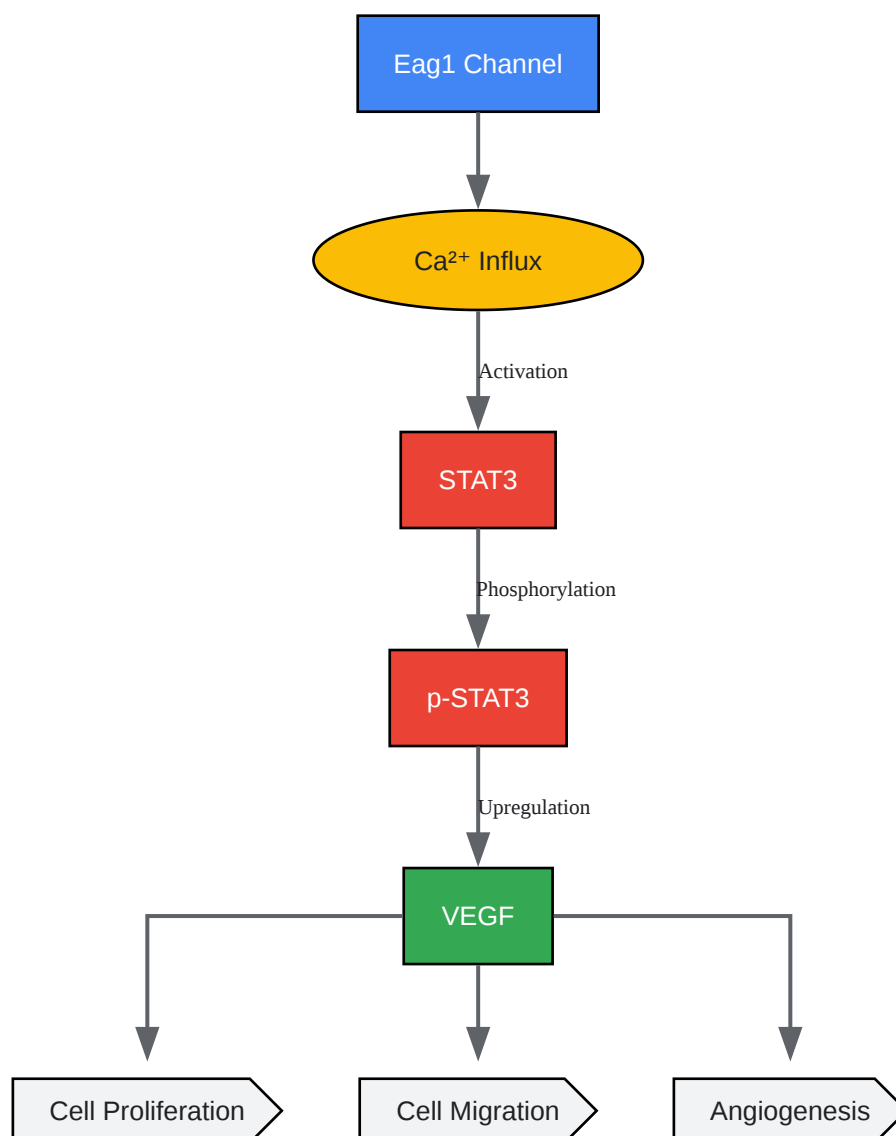 Eag1 Channel
Ca²⁺ Influx
Activation
STAT3
Phosphorylation
p-STAT3
Upregulation
VEGF
Cell Proliferation
Cell Migration
Angiogenesis